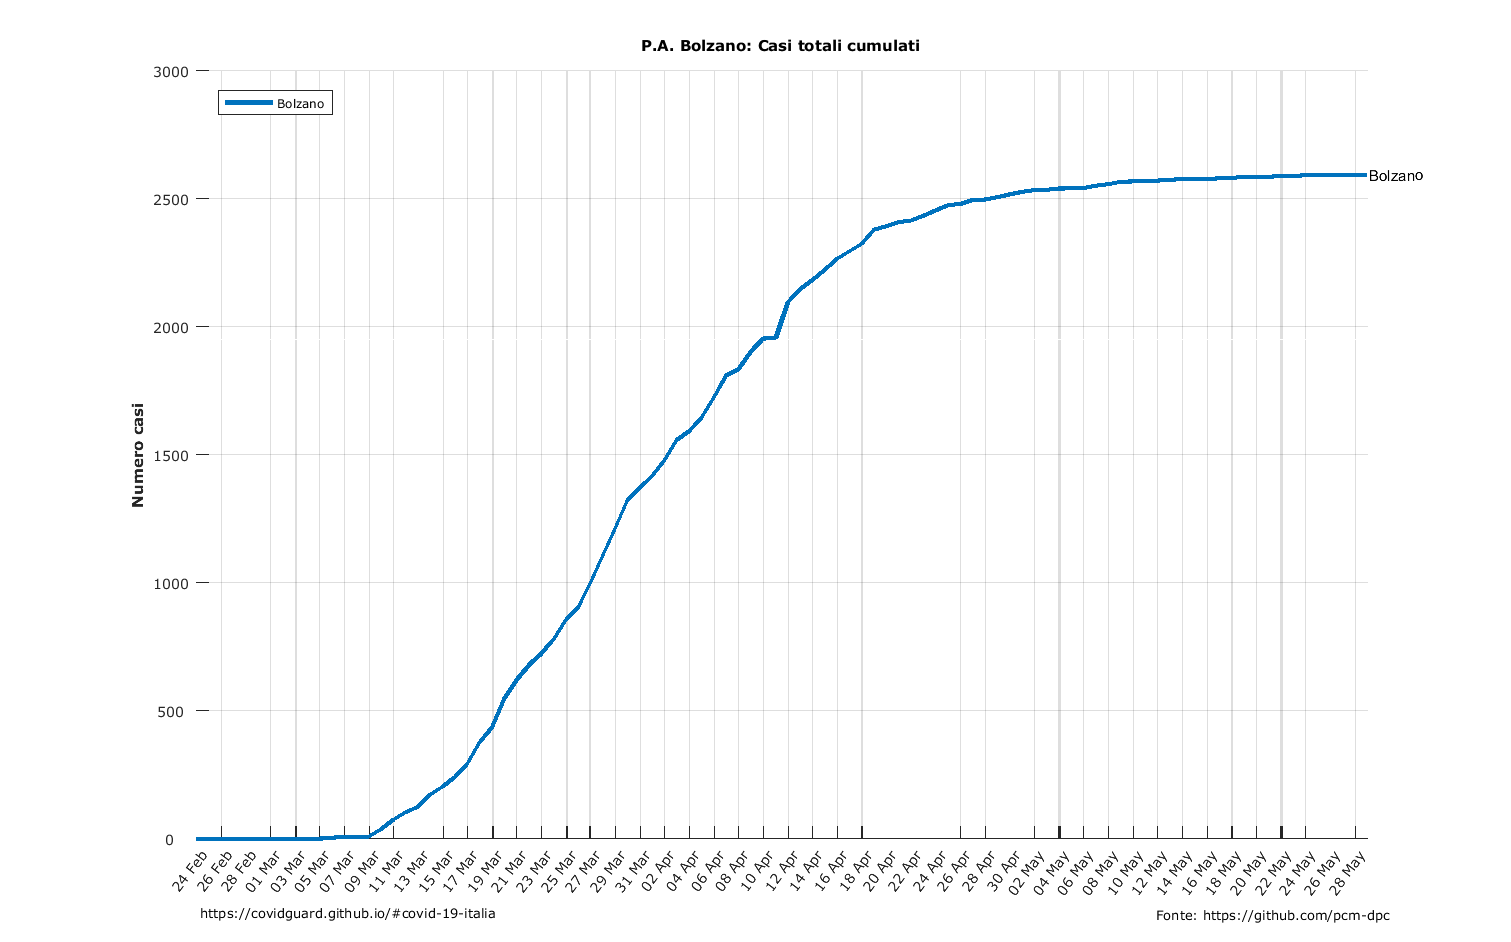 P.A. Bolzano: Casi totali cumulati
3000
Bolzano
Bolzano
2500
2000
Numero casi
1500
1000
500
0
24 Feb 26 Feb 28 Feb 01 Mar 03 Mar 05 Mar 07 Mar 09 Mar 11 Mar 13 Mar 15 Mar 17 Mar 19 Mar 21 Mar 23 Mar 25 Mar 27 Mar 29 Mar 31 Mar 02 Apr 04 Apr 06 Apr 08 Apr 10 Apr 12 Apr 14 Apr 16 Apr 18 Apr 20 Apr 22 Apr 24 Apr 26 Apr 28 Apr 30 Apr 02 May 04 May 06 May 08 May 10 May 12 May 14 May 16 May 18 May 20 May 22 May 24 May 26 May 28 May
https://covidguard.github.io/#covid-19-italia
Fonte: https://github.com/pcm-dpc